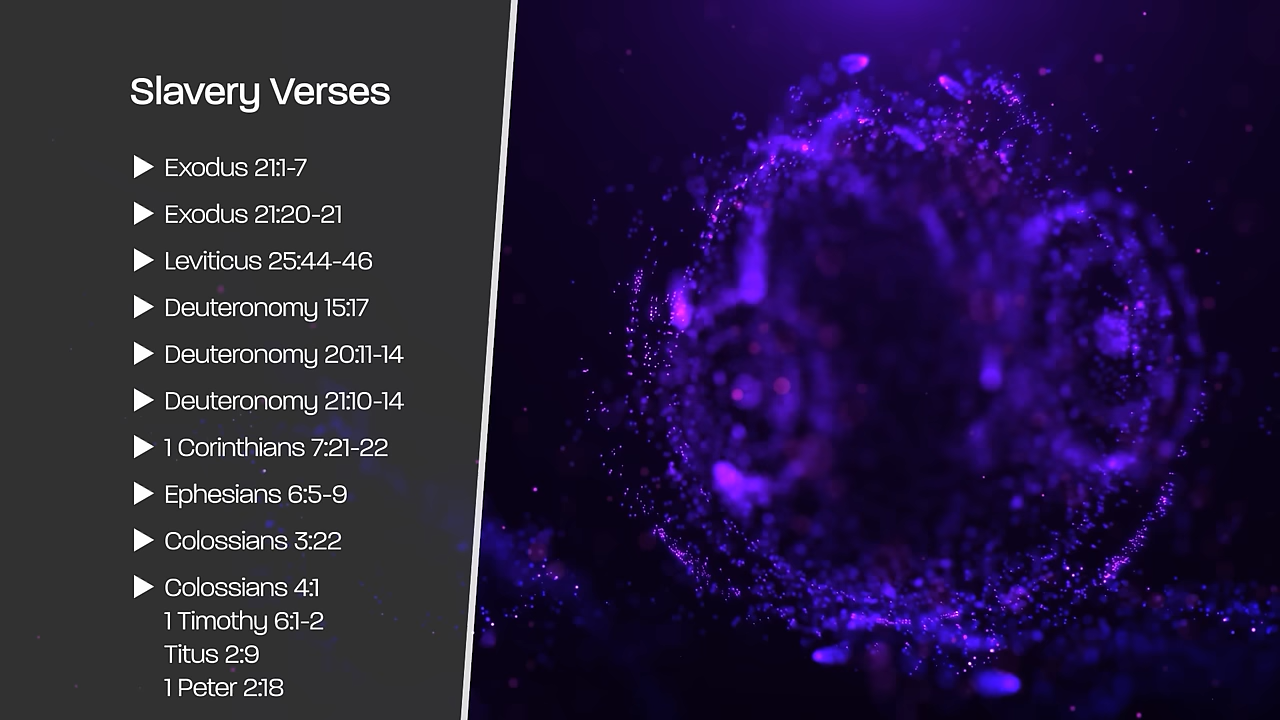 Slavery Verses
Exodus 21:1-7
Exodus 21:20-21
Leviticus 25:44-46
Deuteronomy 15:17
Deuteronomy 20:11-14
Deuteronomy 21:10-14
1 Corinthians 7:21-22
Ephesians 6:5-9
Colossians 3:22
Colossians 4:1
1 Timothy 6:1-2
Titus 2:9
1 Peter 2:18